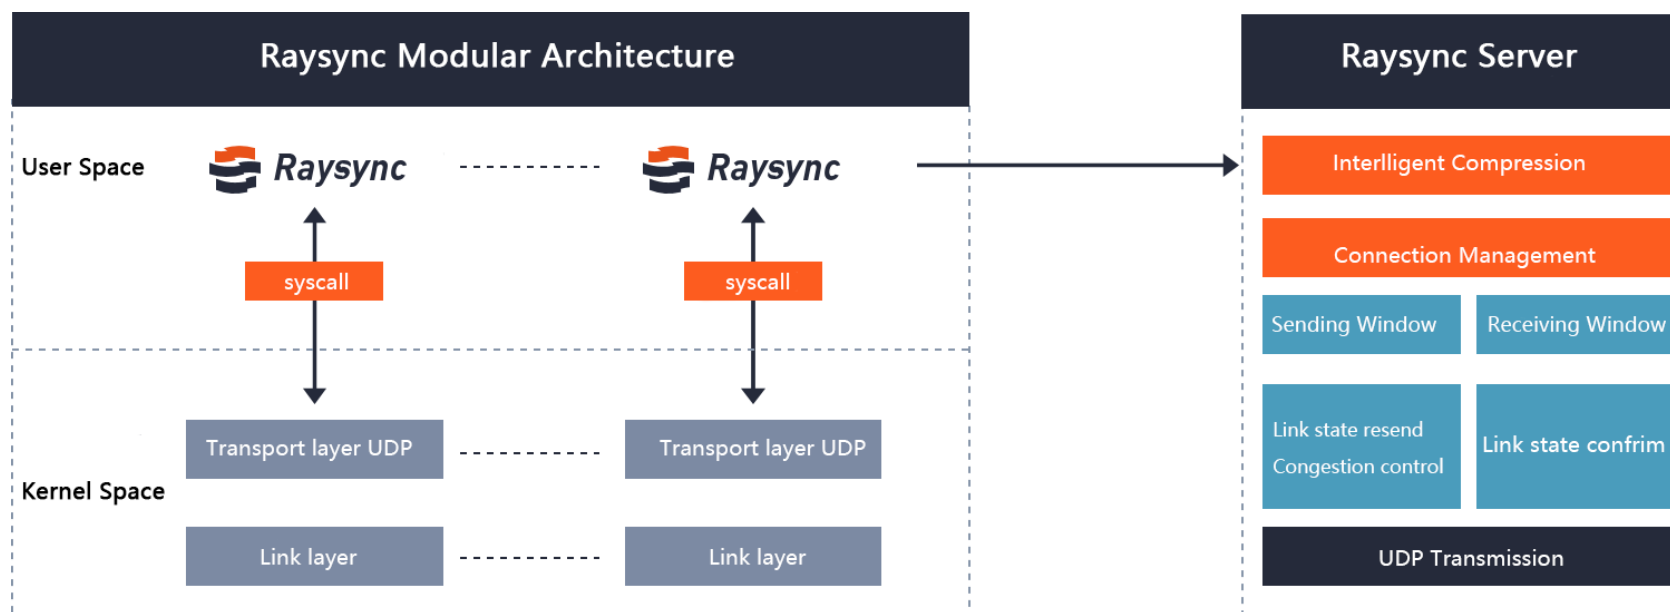 Raysync Modular Architecture
User Space
Raysync
Raysync
syscall
syscall
Kernel Space
Transport layer UDP
Transport layer UDP
Link layer
Link layer
Raysync Server
Interlligent Compression
Connection Management
Sending Window
Receiving Window
Link state resend
Congestion control
Link state confrim
UDP Transmission